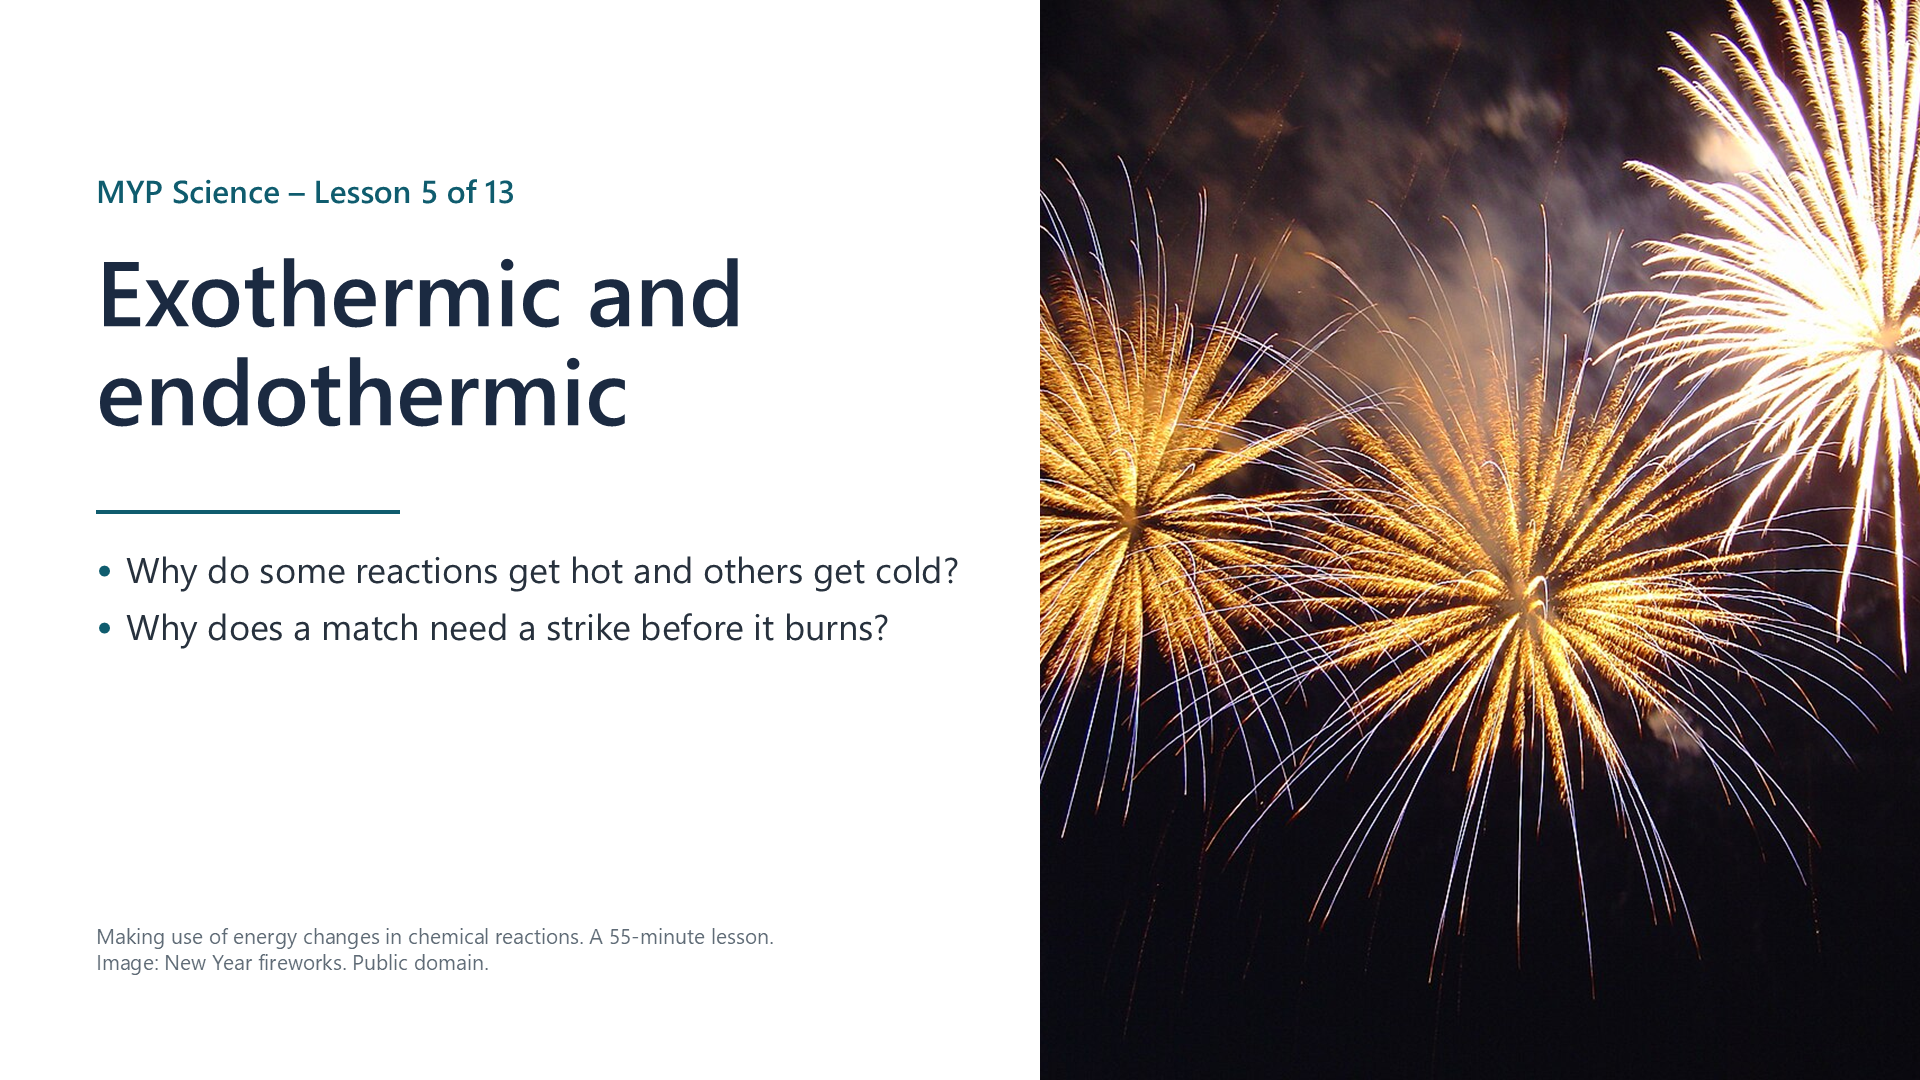 MYP Science – Lesson 5 of 13
Exothermic and
endothermic
• Why do some reactions get hot and others get cold?
• Why does a match need a strike before it burns?
Making use of energy changes in chemical reactions. A 55-minute lesson.
Image: New Year fireworks. Public domain.